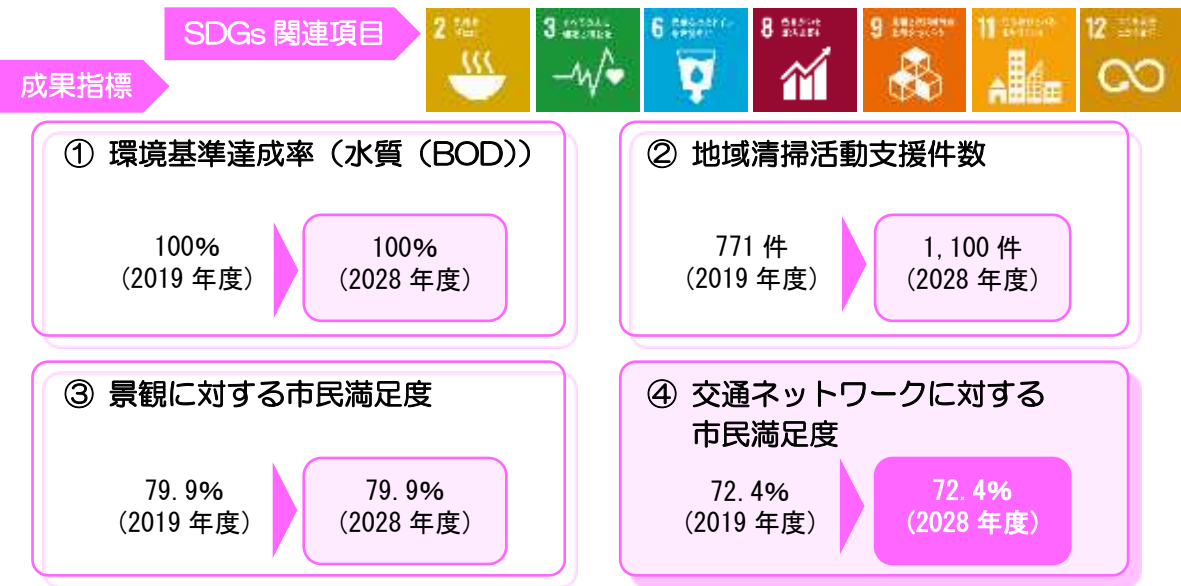 SDGs 関連項目
2
3
6
8
9
11
12
成果指標
① 環境基準達成率（水質（BOD））
100%
（2019 年度）
100%
（2028 年度）
② 地域清掃活動支援件数
771 件
（2019 年度）
1,100 件
（2028 年度）
③ 景観に対する市民満足度
79.9%
（2019 年度）
79.9%
（2028 年度）
④ 交通ネットワークに対する
市民満足度
72.4%
（2019 年度）
72.4%
（2028 年度）